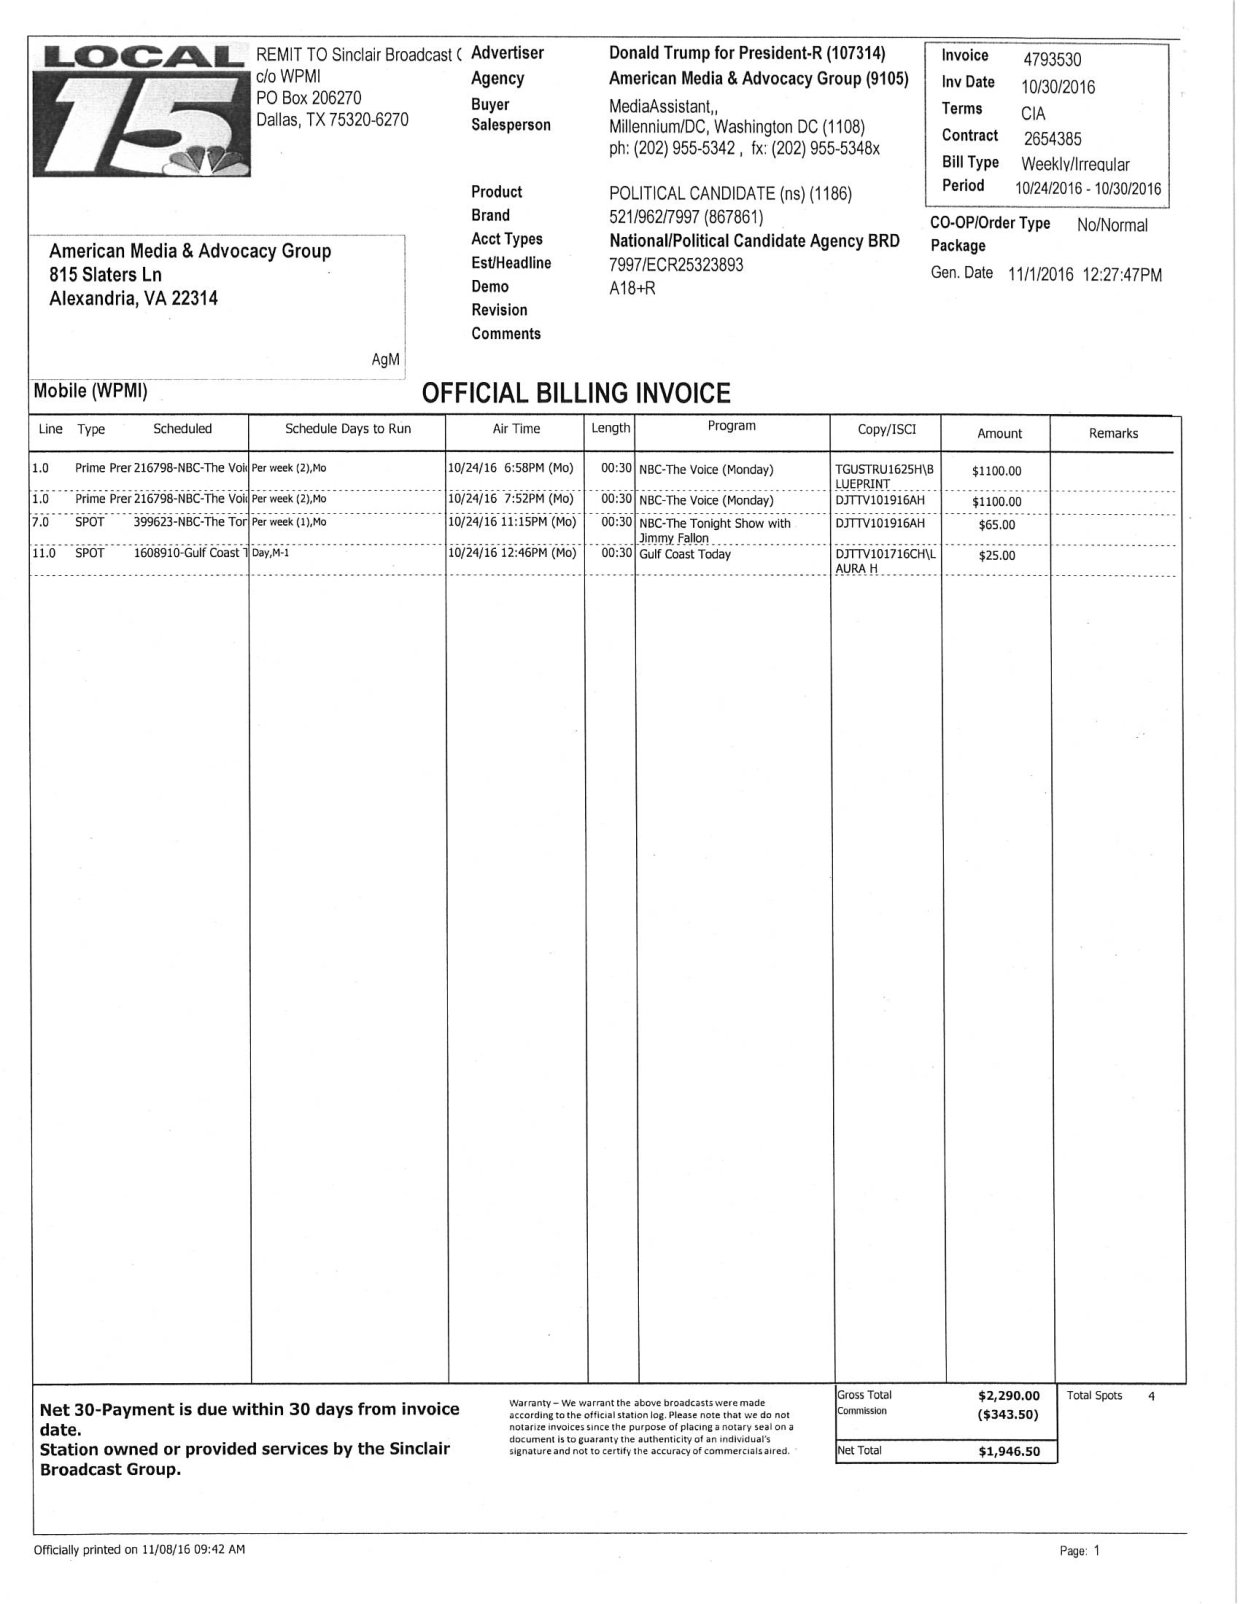 LOCAL
15
REMIT TO Sinclair Broadcast (
c/o WPMI
PO Box 206270
Dallas, TX 75320-6270
Advertiser Donald Trump for President-R (107314)
Agency American Media & Advocacy Group (9105)
Buyer MediaAssistant,,
Salesperson Millennium/DC, Washington DC (1108)
ph: (202) 955-5342 , fx: (202) 955-5348x
Product POLITICAL CANDIDATE (ns) (1186)
Brand 521/962/7997 (867861)
Acct Types National/Political Candidate Agency BRD
Est/Headline 7997/ECR25323893
Demo A18+R
Revision
Comments
Invoice 4793530
Inv Date 10/30/2016
Terms CIA
Contract 2654385
Bill Type Weekly/Irregular
Period 10/24/2016 - 10/30/2016
CO-OP/Order Type No/Normal
Package
Gen. Date 11/1/2016 12:27:47PM
American Media & Advocacy Group
815 Slaters Ln
Alexandria, VA 22314
AgM
Mobile (WPMI) OFFICIAL BILLING INVOICE
Line Type Scheduled Schedule Days to Run Air Time Length Program Copy/ISCI Amount Remarks
1.0 Prime Prer 216798-NBC-The Voi Per week (2),Mo 10/24/16 6:58PM (Mo) 00:30 NBC-The Voice (Monday) TGUSTRU1625H\B $1100.00
LUEPRINT
1.0 Prime Prer 216798-NBC-The Voi Per week (2),Mo 10/24/16 7:52PM (Mo) 00:30 NBC-The Voice (Monday) DJTTV101916AH $1100.00
7.0 SPOT 399623-NBC-The Tor Per week (1),Mo 10/24/16 11:15PM (Mo) 00:30 NBC-The Tonight Show with DJTTV101916AH $65.00
Jimmy Fallon
11.0 SPOT 1608910-Gulf Coast T Day,M-1 10/24/16 12:46PM (Mo) 00:30 Gulf Coast Today DJTTV101716CH\L $25.00
AURA H
Net 30-Payment is due within 30 days from invoice
date.
Station owned or provided services by the Sinclair
Broadcast Group.
Warranty – We warrant the above broadcasts were made
according to the official station log. Please note that we do not
notarize invoices since the purpose of placing a notary seal on a
document is to guaranty the authenticity of an individual's
signature and not to certify the accuracy of commercials aired.
Gross Total $2,290.00 Total Spots 4
Commission ($343.50)
Net Total $1,946.50
Officially printed on 11/08/16 09:42 AM Page: 1